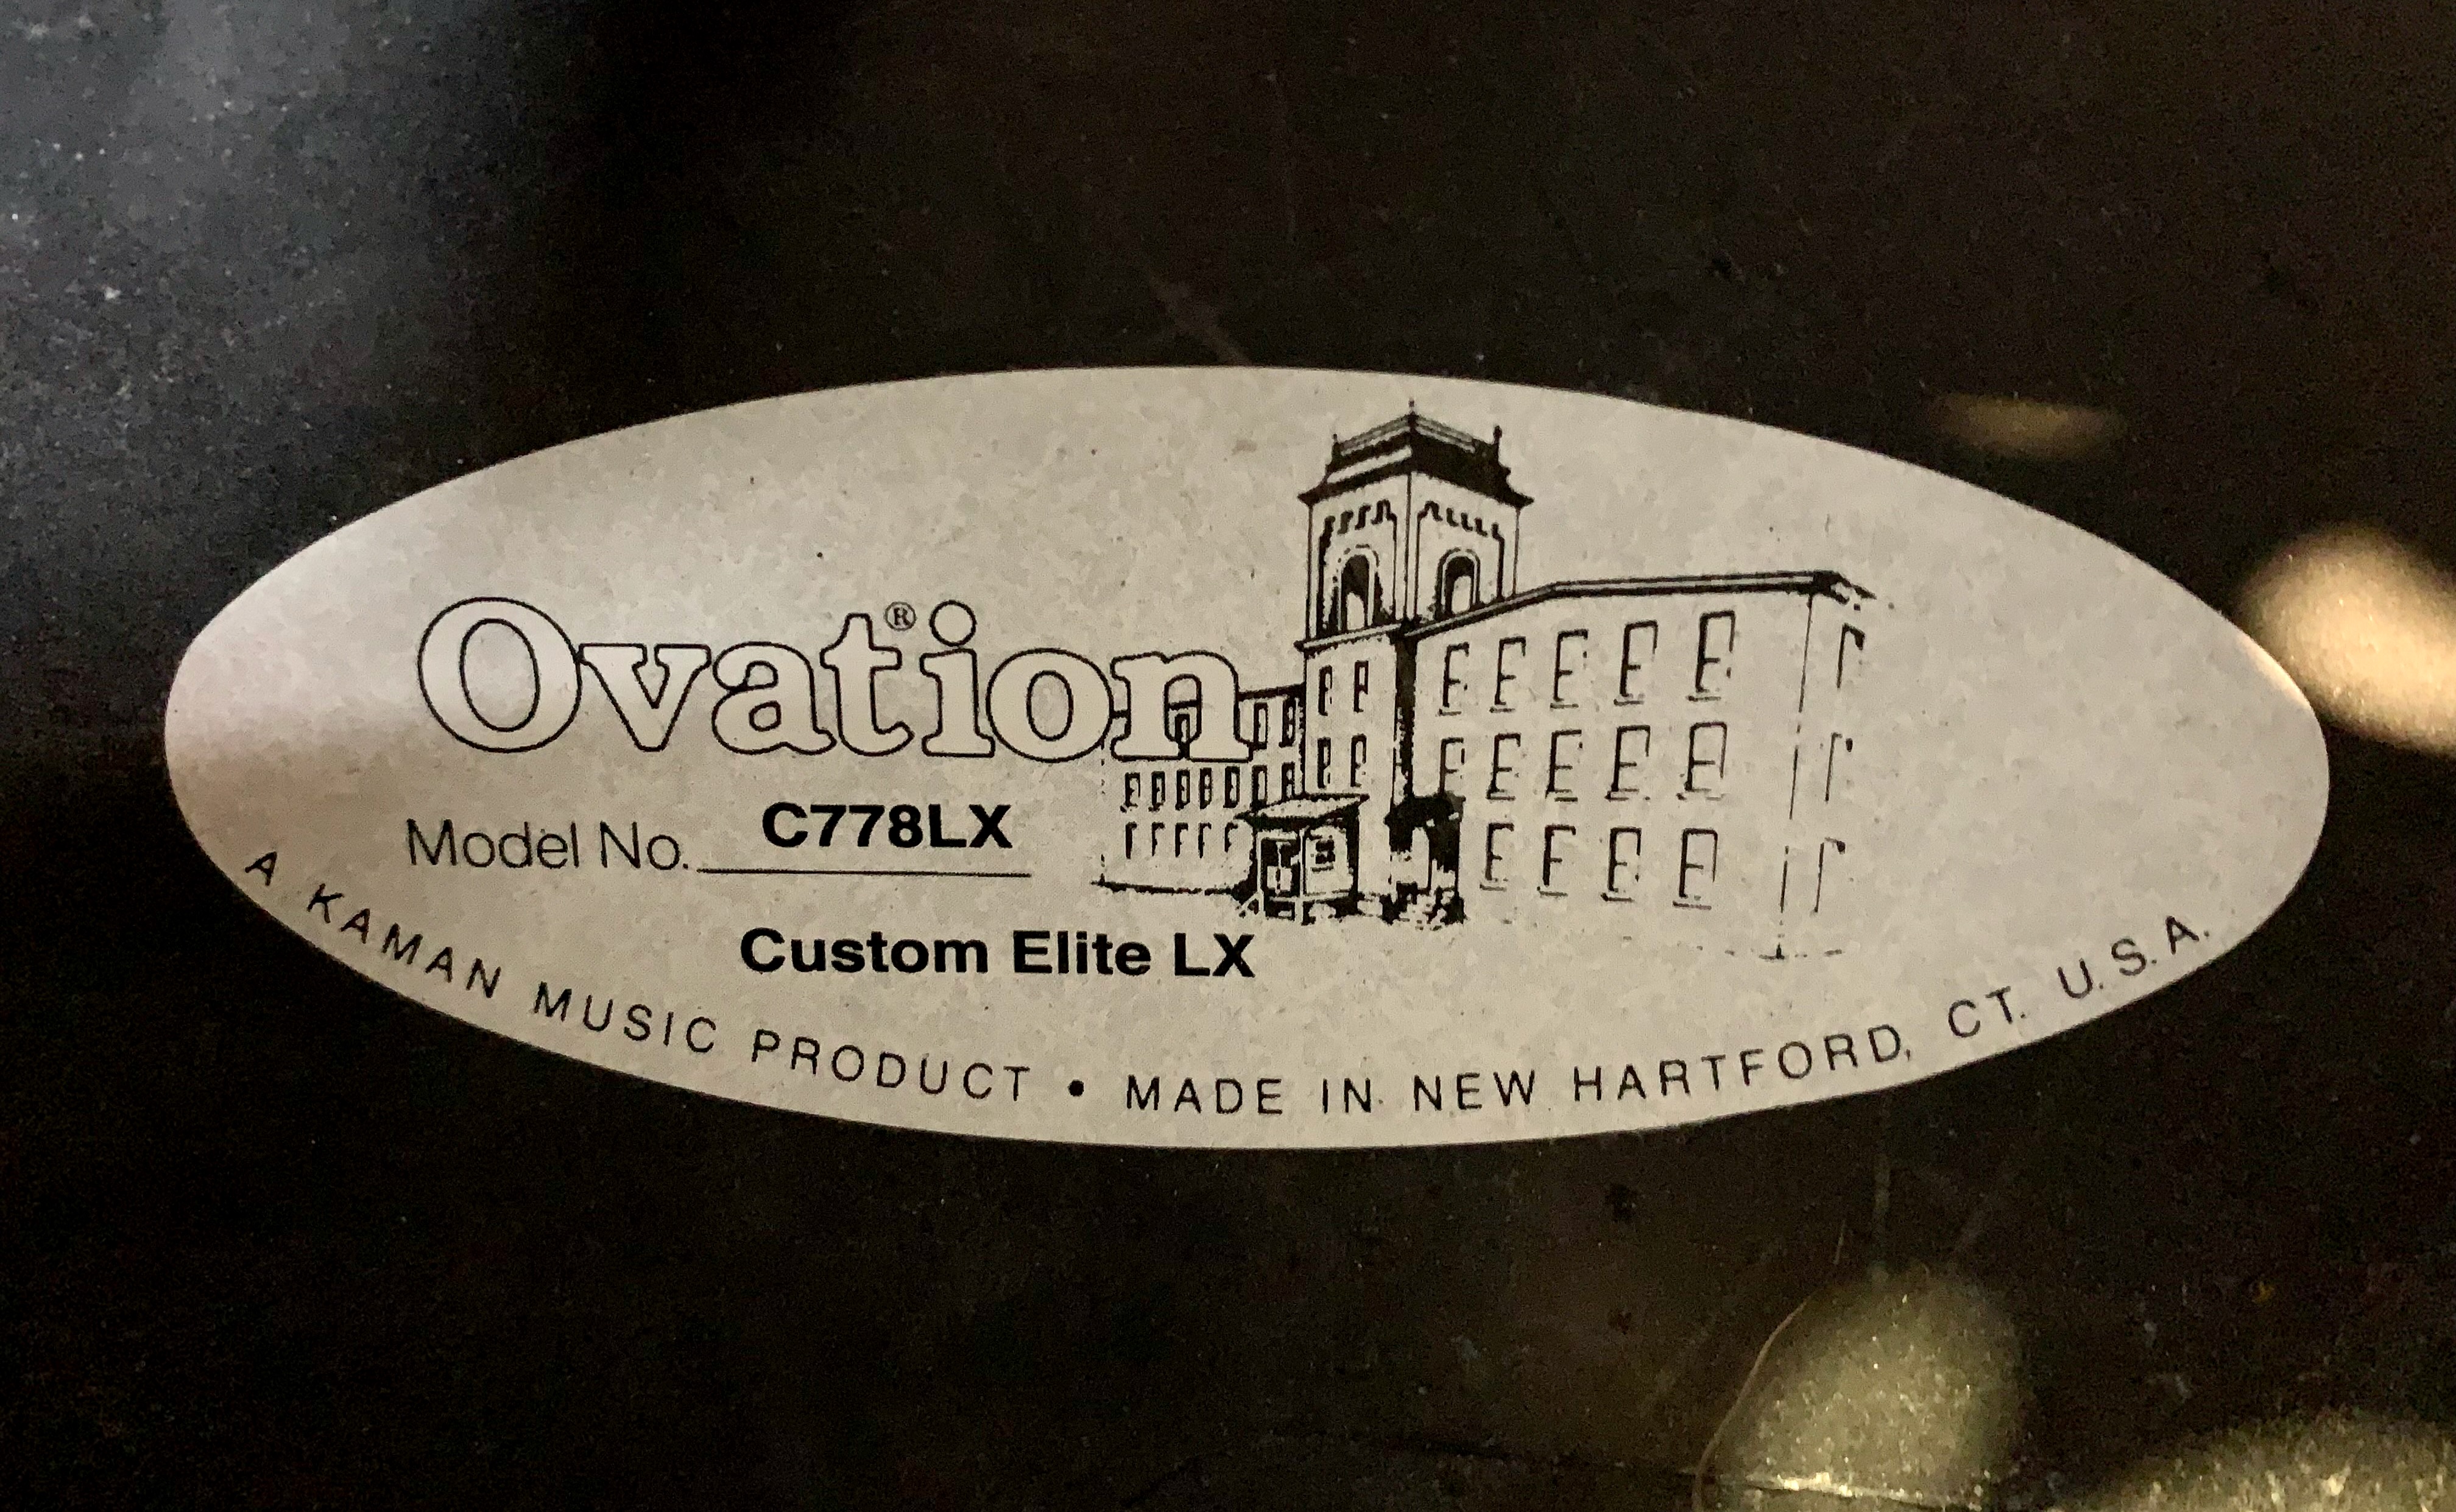 Ovation®
Model No. C778LX
Custom Elite LX
A KAMAN MUSIC PRODUCT • MADE IN NEW HARTFORD, CT. U.S.A.